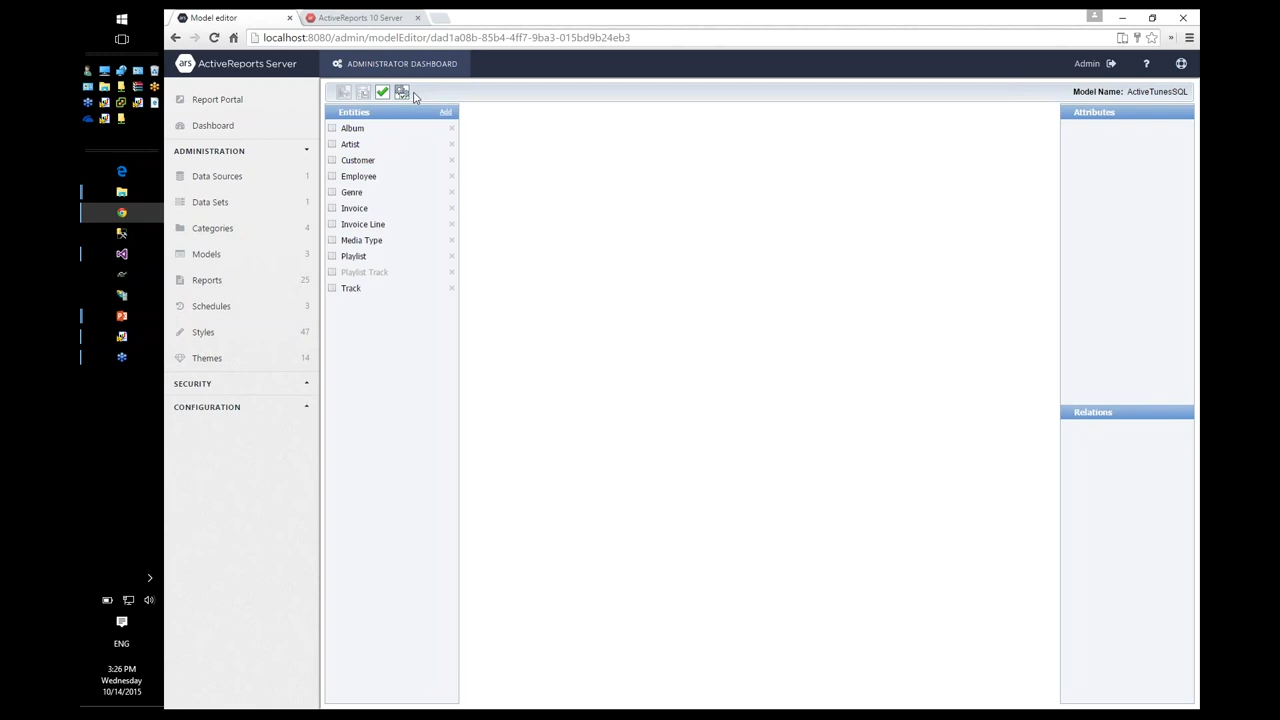 Model editor
ActiveReports 10 Server
localhost:8080/admin/modelEditor/dad1a08b-85b4-4ff7-9ba3-015bd9b24eb3
ars ActiveReports Server
ADMINISTRATOR DASHBOARD
Admin
Report Portal
Dashboard
ADMINISTRATION
Data Sources 1
Data Sets 1
Categories 4
Models 3
Reports 25
Schedules 3
Styles 47
Themes 14
SECURITY
CONFIGURATION
Model Name: ActiveTunesSQL
Entities Add
Album
Artist
Customer
Employee
Genre
Invoice
Invoice Line
Media Type
Playlist
Playlist Track
Track
Attributes
Relations
ENG
3:26 PM
Wednesday
10/14/2015